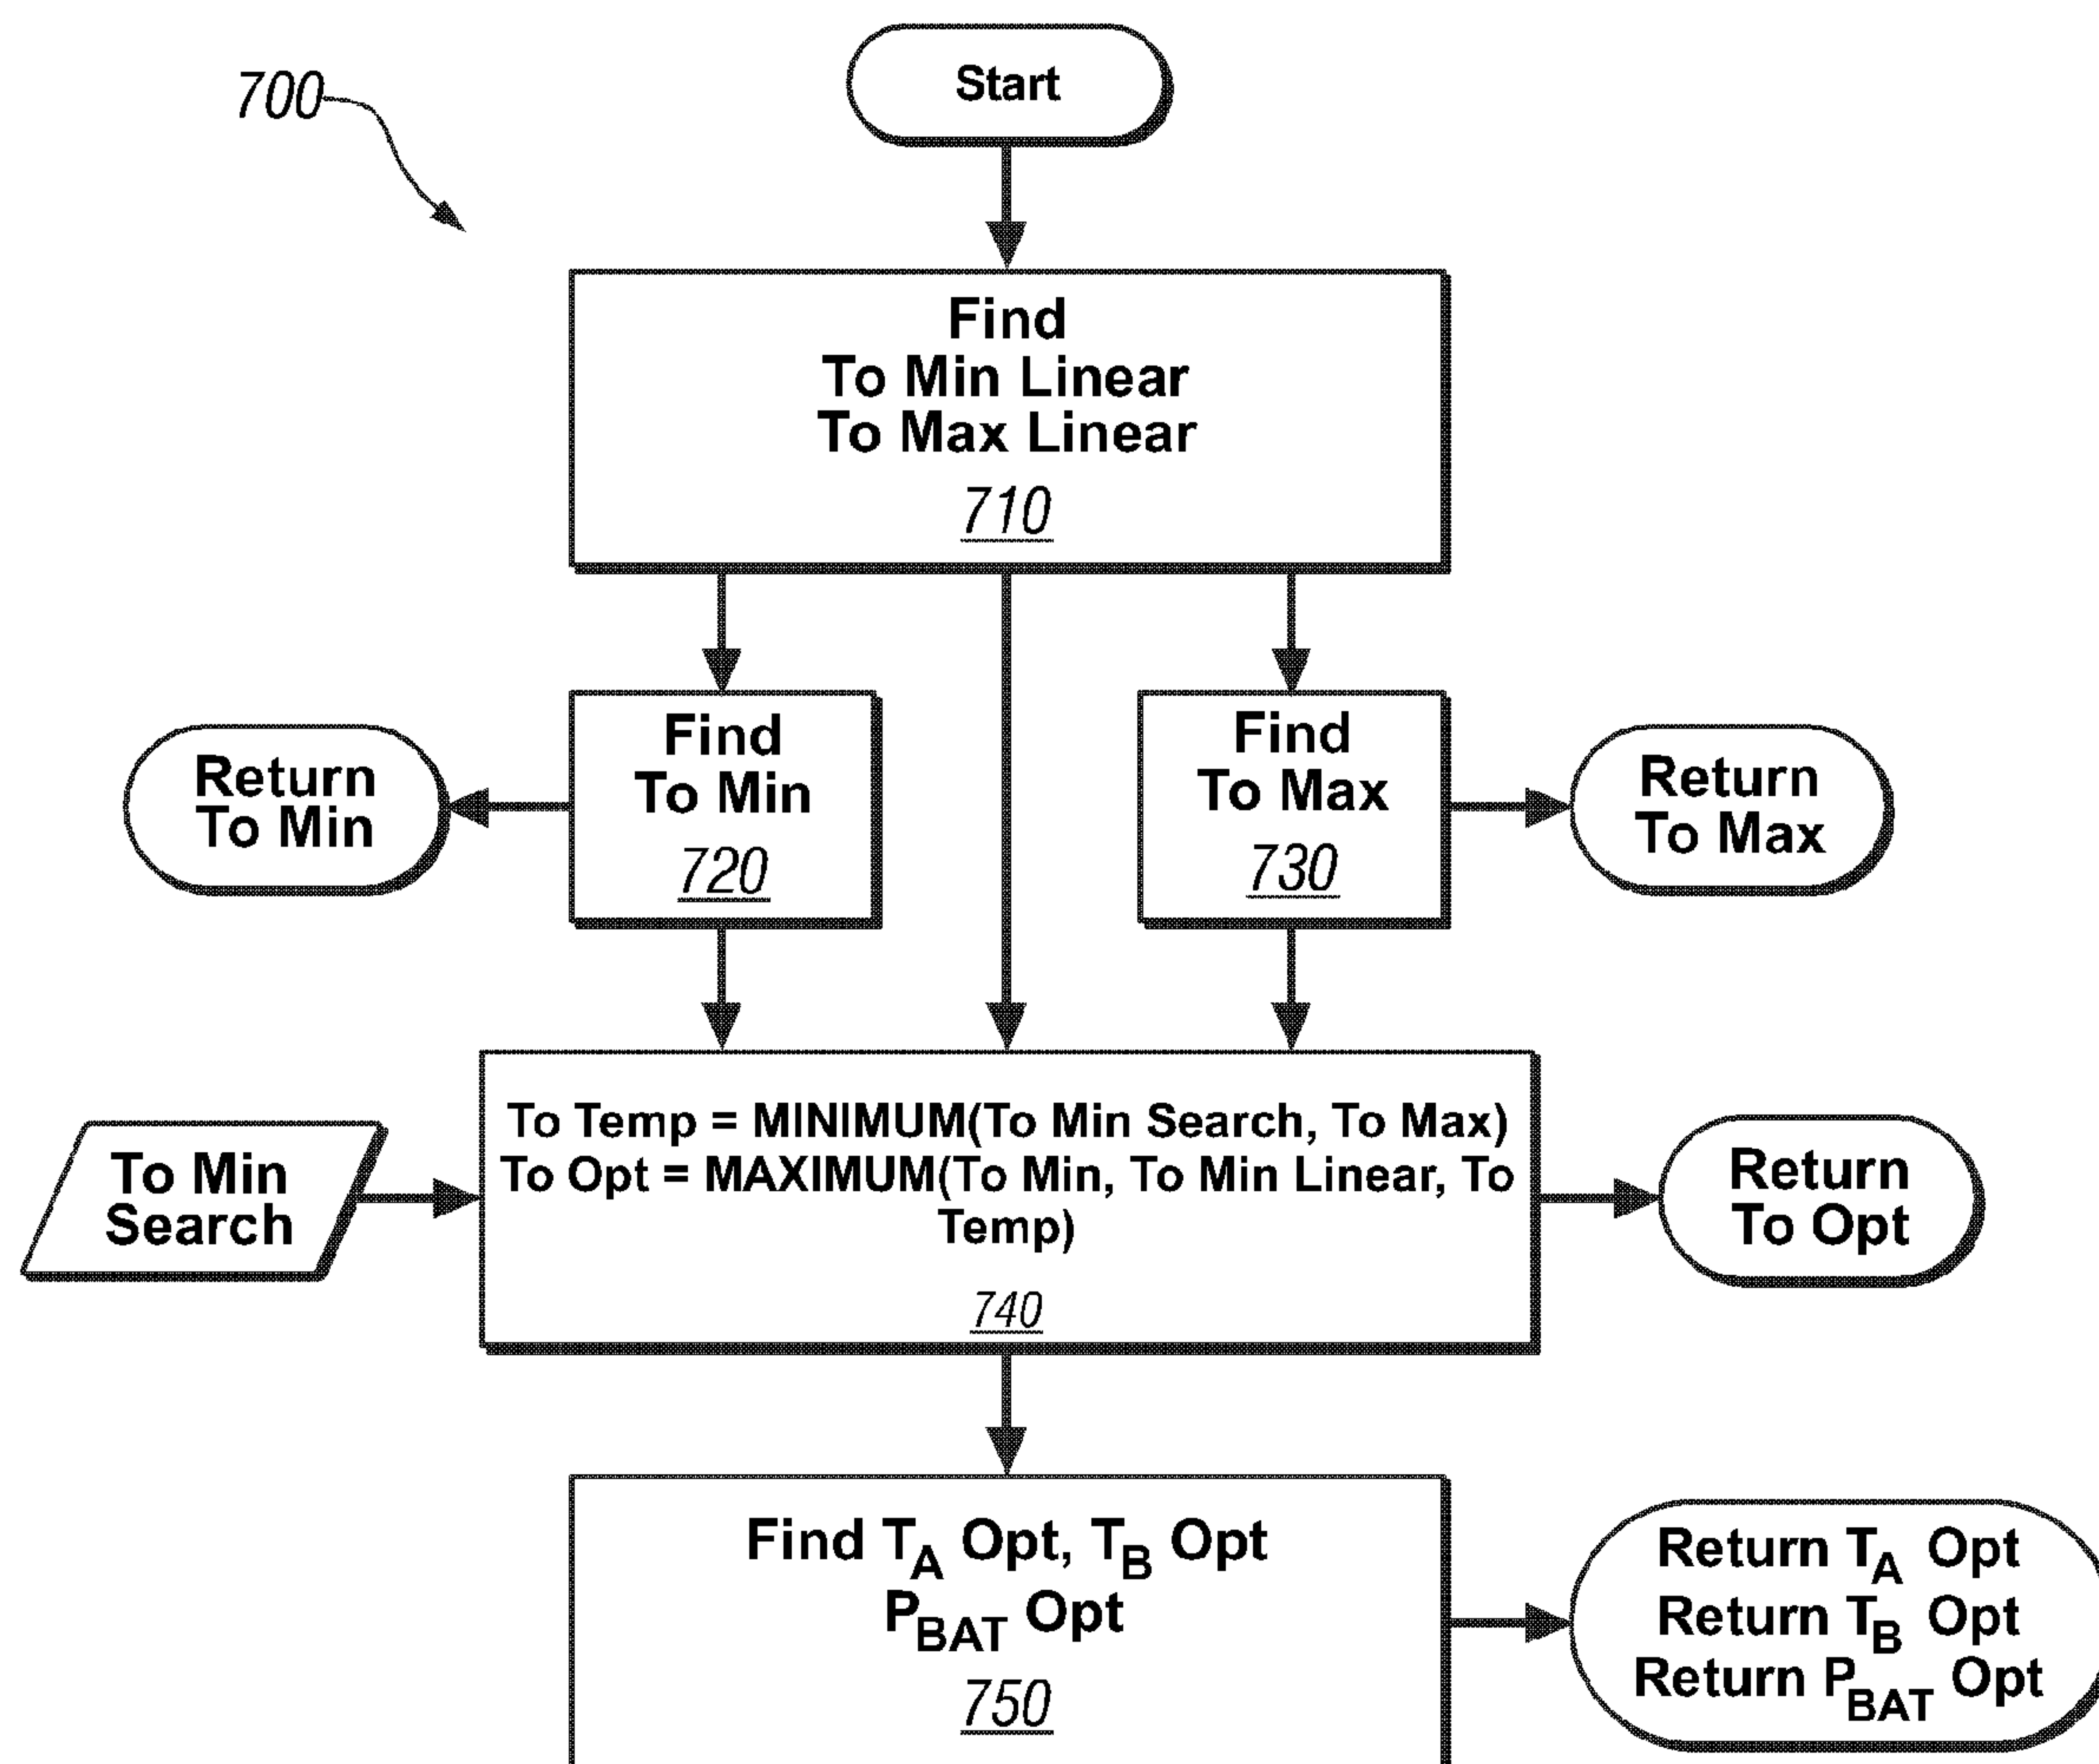 700
Start
Find
To Min Linear
To Max Linear
710
Return
To Min
Find
To Min
720
Find
To Max
730
Return
To Max
To Min
Search
To Temp = MINIMUM(To Min Search, To Max)
To Opt = MAXIMUM(To Min, To Min Linear, To
Temp)
740
Return
To Opt
Find TA Opt, TB Opt
PBAT Opt
750
Return TA Opt
Return TB Opt
Return PBAT Opt